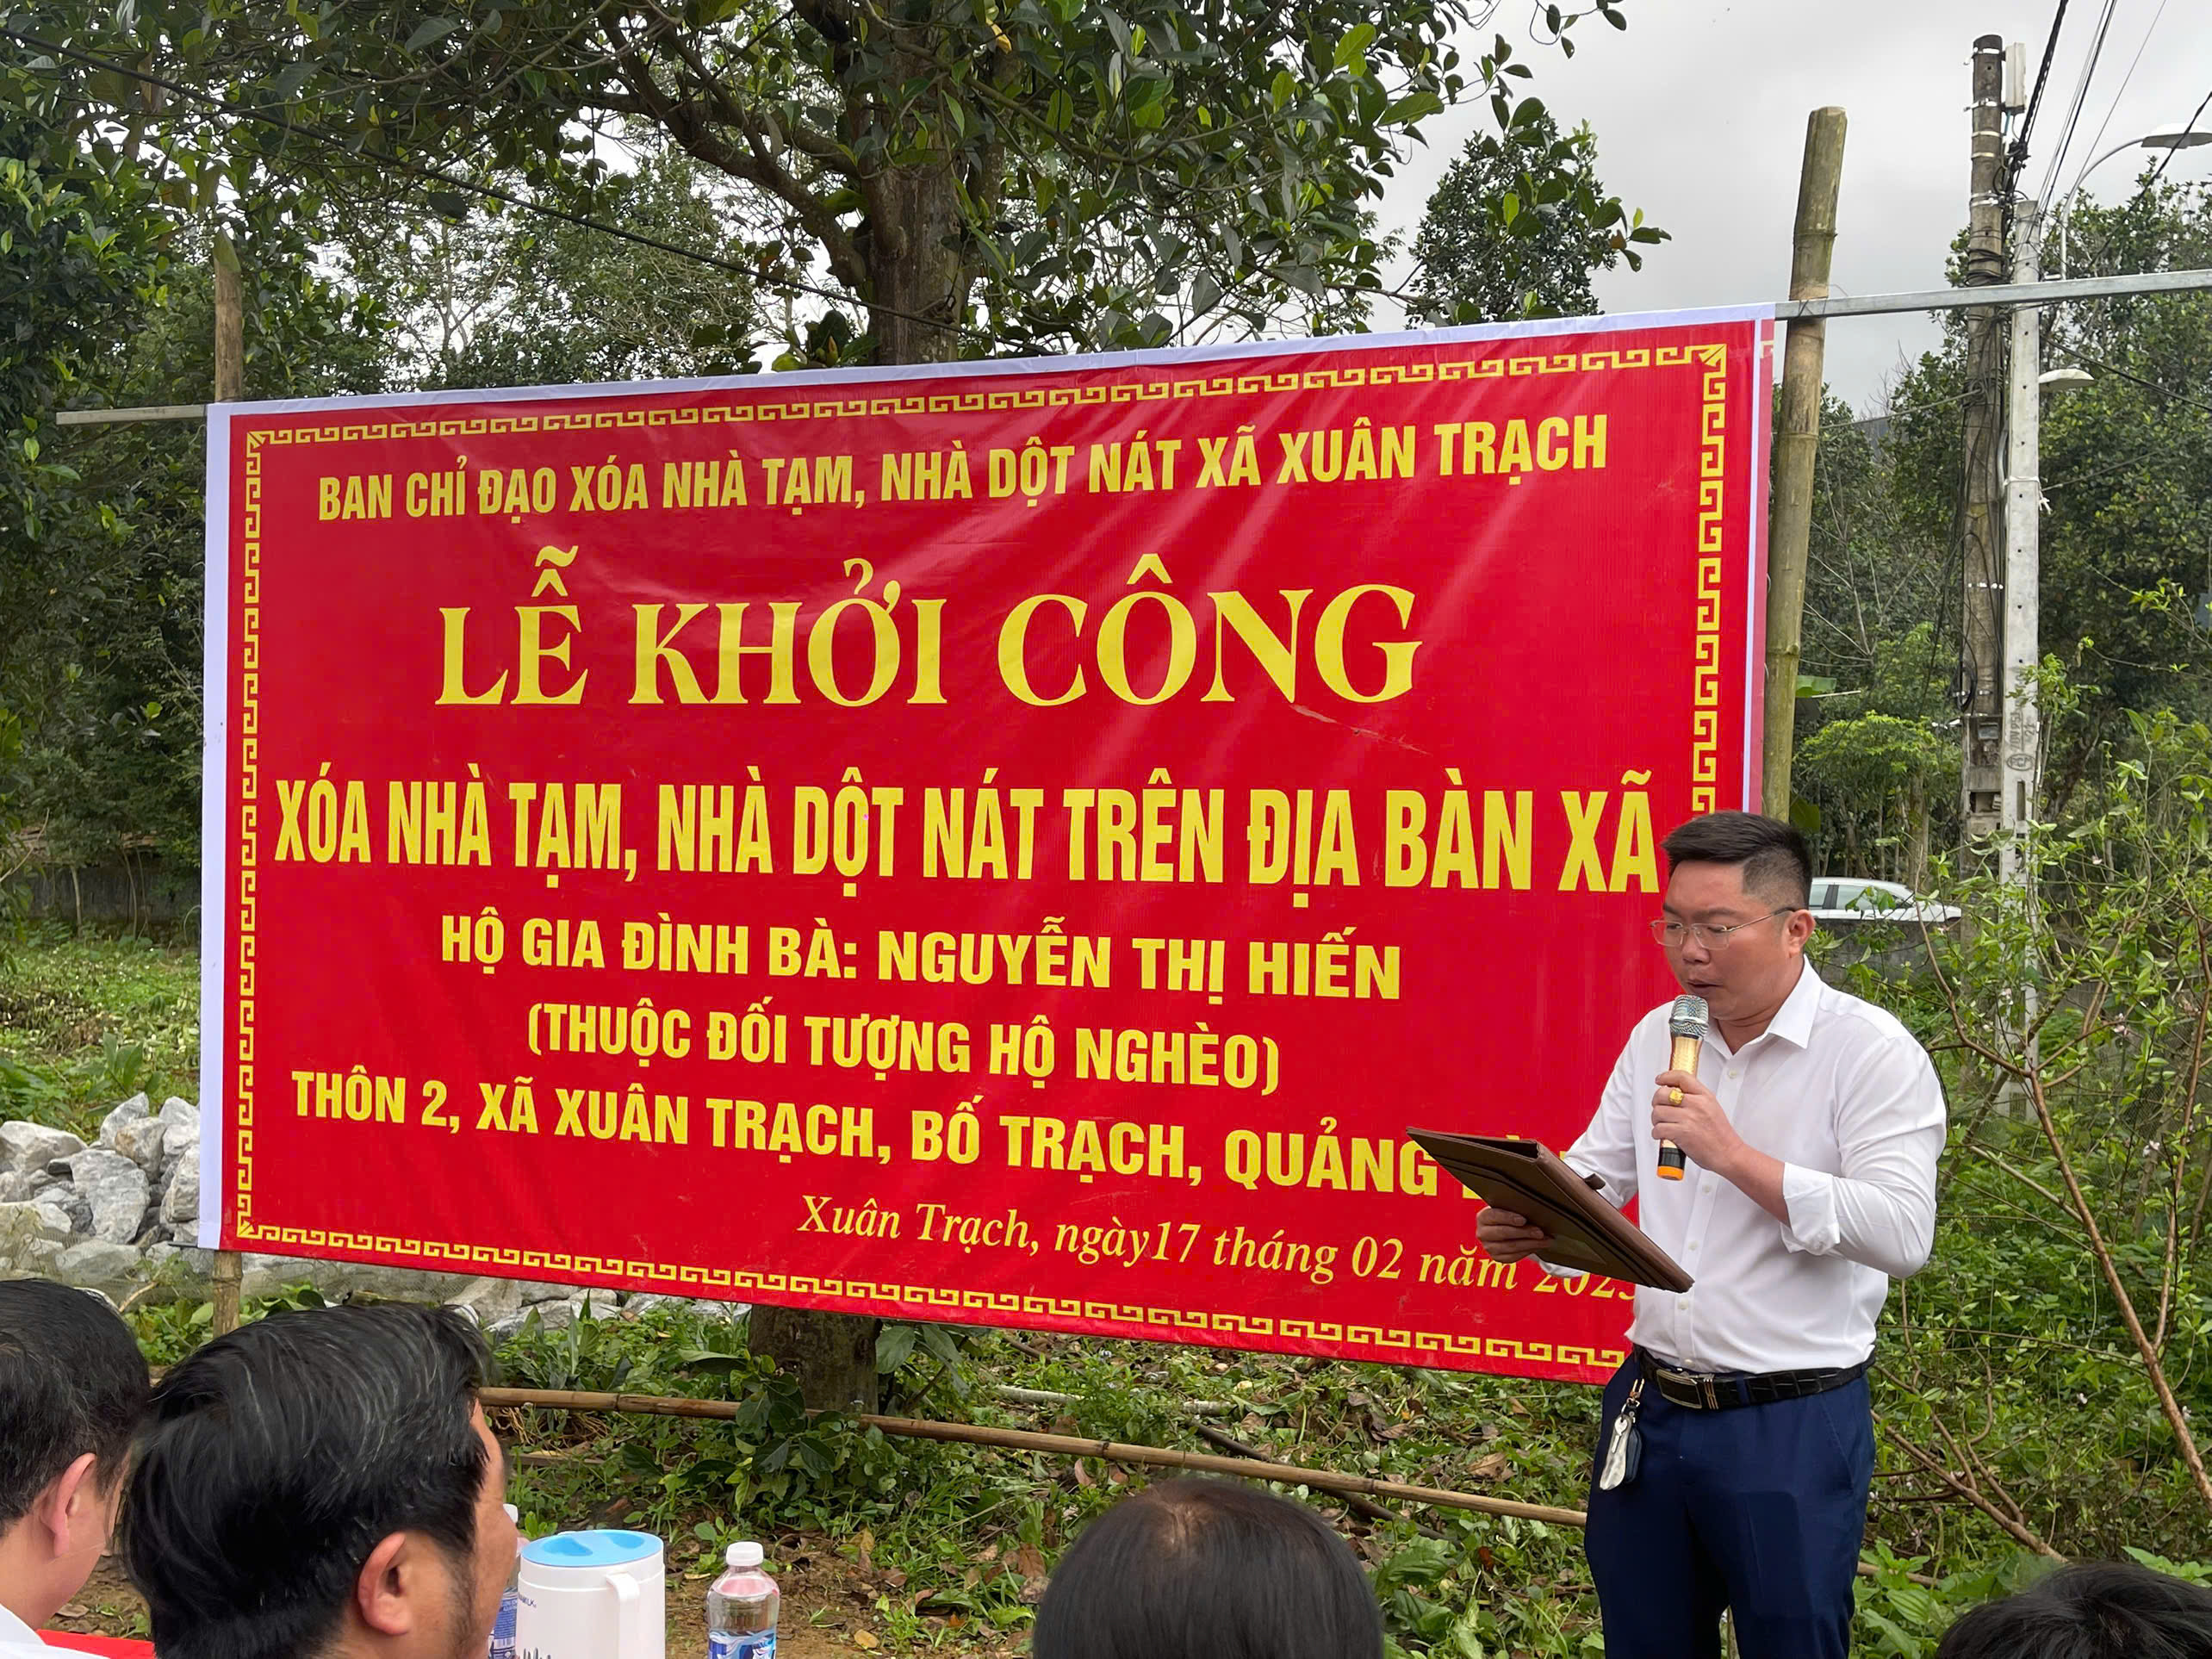 BAN CHỈ ĐẠO XÓA NHÀ TẠM, NHÀ DỘT NÁT XÃ XUÂN TRẠCH
LỄ KHỞI CÔNG
XÓA NHÀ TẠM, NHÀ DỘT NÁT TRÊN ĐỊA BÀN XÃ
HỘ GIA ĐÌNH BÀ: NGUYỄN THỊ HIẾN
(THUỘC ĐỐI TƯỢNG HỘ NGHÈO)
THÔN 2, XÃ XUÂN TRẠCH, BỐ TRẠCH, QUẢNG
Xuân Trạch, ngày17 tháng 02 năm 2025